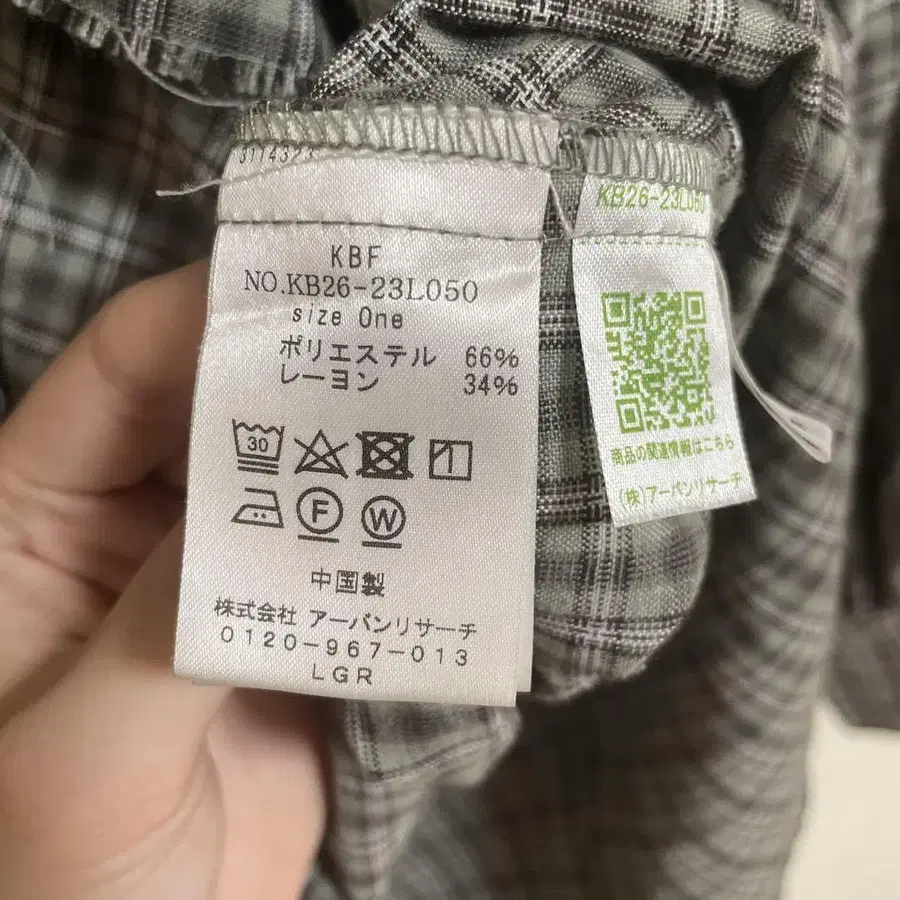 KBF
NO.KB26-23L050
size One
ポリエステル 66%
レーヨン 34%
30
F
W
中国製
株式会社 アーバンリサーチ
0120-967-013
LGR
KB26-23L050
商品の関連情報はこちら
(株)アーバンリサーチ